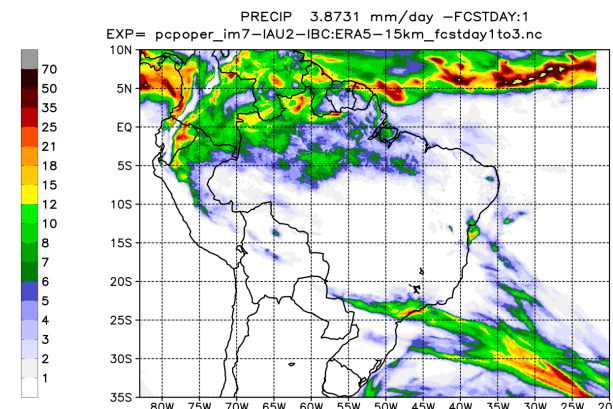 PRECIP 3.8731 mm/day -FCSTDAY:1
EXP= pcpoper_im7-IAU2-IBC:ERA5-15km_fcstday1to3.nc
70
50
35
25
21
18
15
12
10
8
7
6
5
4
3
2
1
10N
5N
EQ
5S
10S
15S
20S
25S
30S
35S
80W 75W 70W 65W 60W 55W 50W 45W 40W 35W 30W 25W